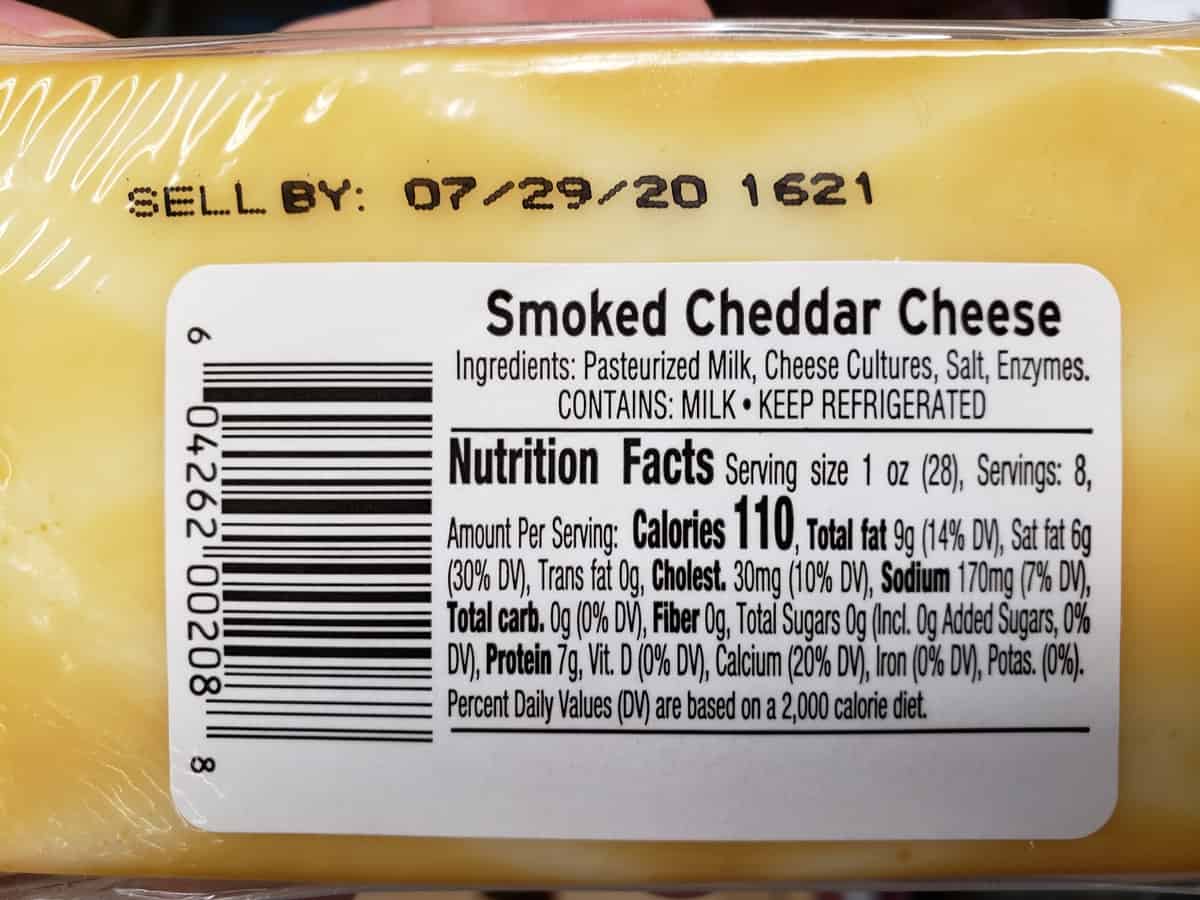 SELL BY: 07/29/20 1621
Smoked Cheddar Cheese
Ingredients: Pasteurized Milk, Cheese Cultures, Salt, Enzymes.
CONTAINS: MILK • KEEP REFRIGERATED
Nutrition Facts Serving size 1 oz (28), Servings: 8,
Amount Per Serving: Calories 110, Total fat 9g (14% DV), Sat fat 6g
(30% DV), Trans fat 0g, Cholest. 30mg (10% DV), Sodium 170mg (7% DV),
Total carb. 0g (0% DV), Fiber 0g, Total Sugars 0g (Incl. 0g Added Sugars, 0%
DV), Protein 7g, Vit. D (0% DV), Calcium (20% DV), Iron (0% DV), Potas. (0%).
Percent Daily Values (DV) are based on a 2,000 calorie diet.
6 04262 00208 8